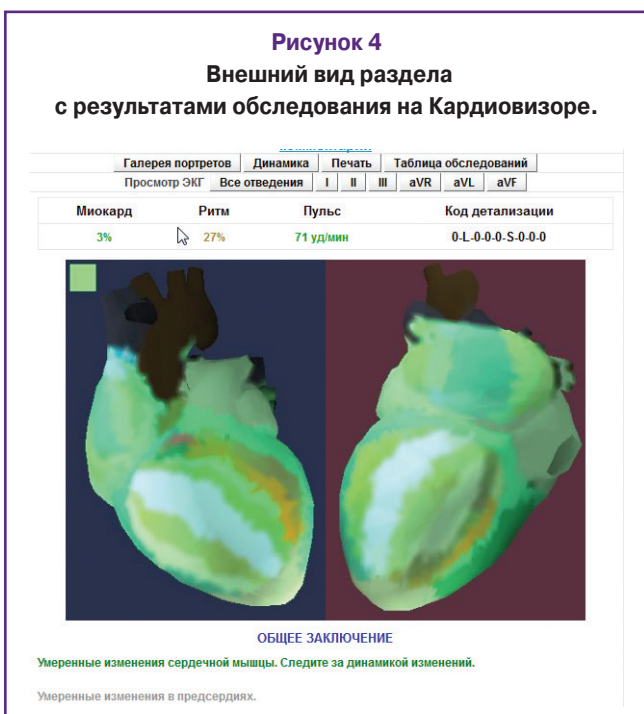 Рисунок 4
Внешний вид раздела
с результатами обследования на Кардиовизоре.
Галерея портретов Динамика Печать Таблица обследований
Просмотр ЭКГ Все отведения I II III aVR aVL aVF
Миокард Ритм Пульс Код детализации
3% 27% 71 уд/мин 0-L-0-0-0-S-0-0-0
ОБЩЕЕ ЗАКЛЮЧЕНИЕ
Умеренные изменения сердечной мышцы. Следите за динамикой изменений.
Умеренные изменения в предсердиях.